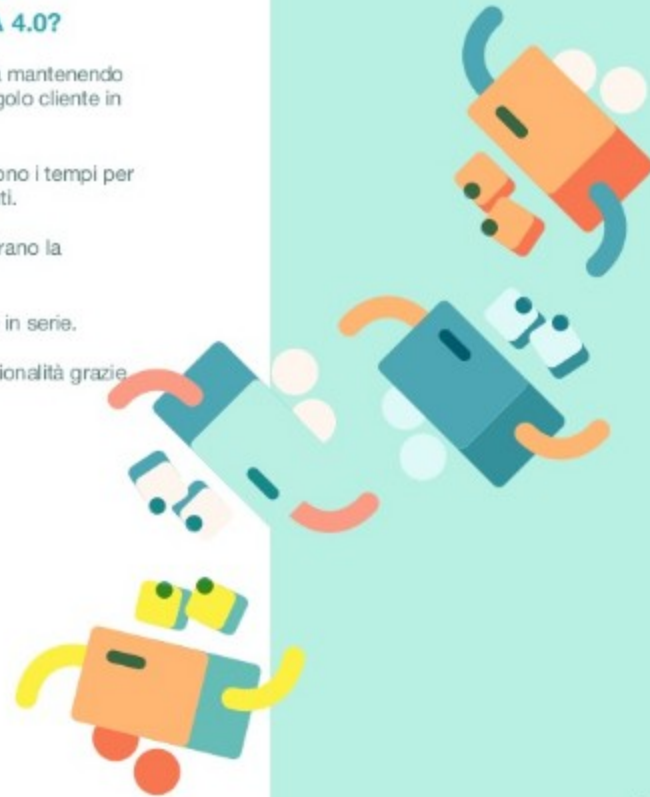 A 4.0?
mantenendo
golo cliente in
ono i tempi per
ti.
rano la
in serie.
ionalità grazie